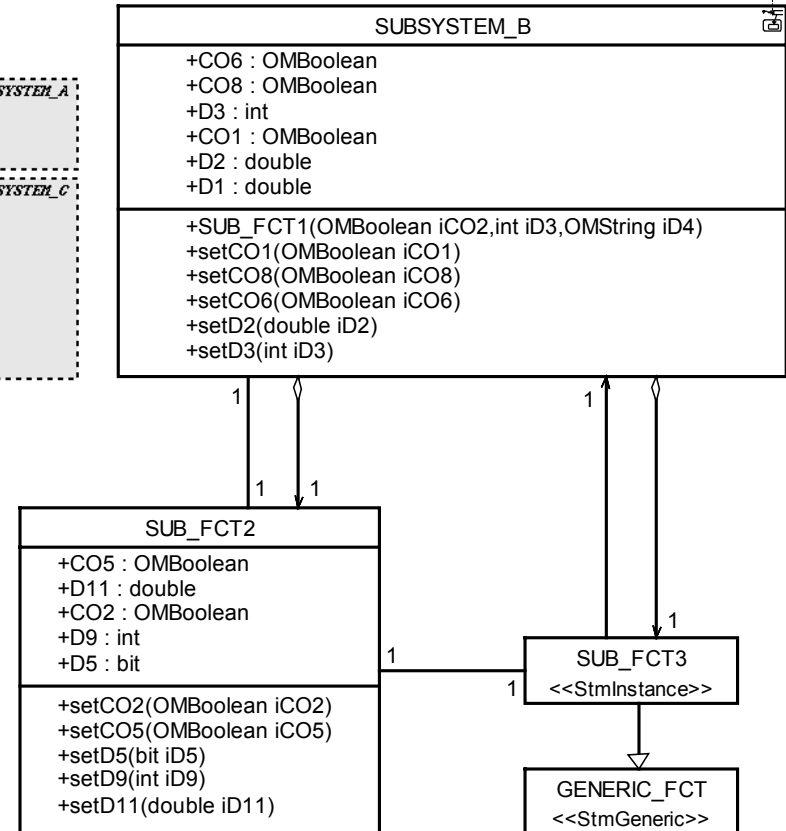 SUBSYSTEM_B
+CO6 : OMBoolean
+CO8 : OMBoolean
+D3 : int
+CO1 : OMBoolean
+D2 : double
+D1 : double
+SUB_FCT1(OMBoolean iCO2,int iD3,OMString iD4)
+setCO1(OMBoolean iCO1)
+setCO8(OMBoolean iCO8)
+setCO6(OMBoolean iCO6)
+setD2(double iD2)
+setD3(int iD3)
SYSTEM_A
SYSTEM_C
1
1
1
1
1
SUB_FCT2
+CO5 : OMBoolean
+D11 : double
+CO2 : OMBoolean
+D9 : int
+D5 : bit
+setCO2(OMBoolean iCO2)
+setCO5(OMBoolean iCO5)
+setD5(bit iD5)
+setD9(int iD9)
+setD11(double iD11)
1
1
SUB_FCT3
<<StmInstance>>
GENERIC_FCT
<<StmGeneric>>